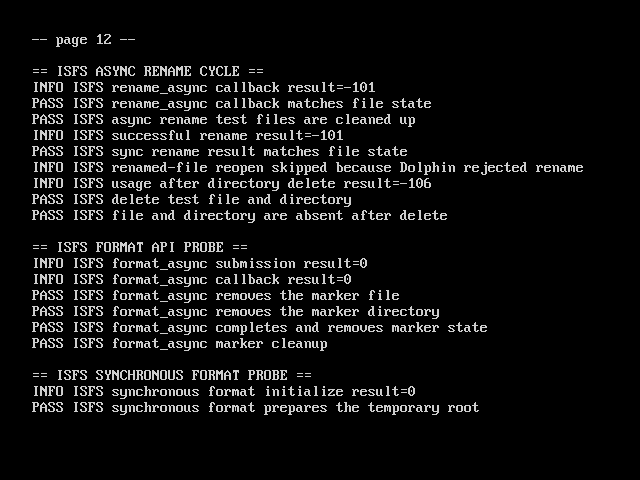 -- page 12 --
== ISFS ASYNC RENAME CYCLE ==
INFO ISFS rename_async callback result=-101
PASS ISFS rename_async callback matches file state
PASS ISFS async rename test files are cleaned up
INFO ISFS successful rename result=-101
PASS ISFS sync rename result matches file state
INFO ISFS renamed-file reopen skipped because Dolphin rejected rename
INFO ISFS usage after directory delete result=-106
PASS ISFS delete test file and directory
PASS ISFS file and directory are absent after delete
== ISFS FORMAT API PROBE ==
INFO ISFS format_async submission result=0
INFO ISFS format_async callback result=0
PASS ISFS format_async removes the marker file
PASS ISFS format_async removes the marker directory
PASS ISFS format_async completes and removes marker state
PASS ISFS format_async marker cleanup
== ISFS SYNCHRONOUS FORMAT PROBE ==
INFO ISFS synchronous format initialize result=0
PASS ISFS synchronous format prepares the temporary root